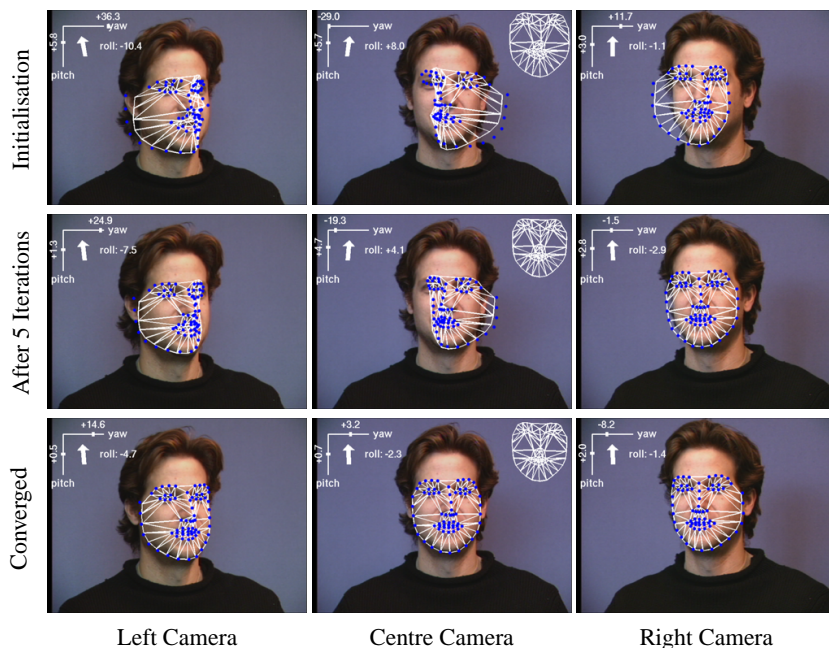 Initialisation
+36.3
yaw
roll: -10.4
+5.8
pitch
-29.0
yaw
roll: +8.0
+5.7
pitch
+11.7
yaw
roll: -1.1
+3.0
pitch
After 5 Iterations
+24.9
yaw
roll: -7.5
+1.3
pitch
-19.3
yaw
roll: +4.1
+4.7
pitch
-1.5
yaw
roll: -2.9
+2.8
pitch
Converged
+14.6
yaw
roll: -4.7
+0.5
pitch
+3.2
yaw
roll: -2.3
+0.7
pitch
-8.2
yaw
roll: -1.4
+2.0
pitch
Left Camera
Centre Camera
Right Camera